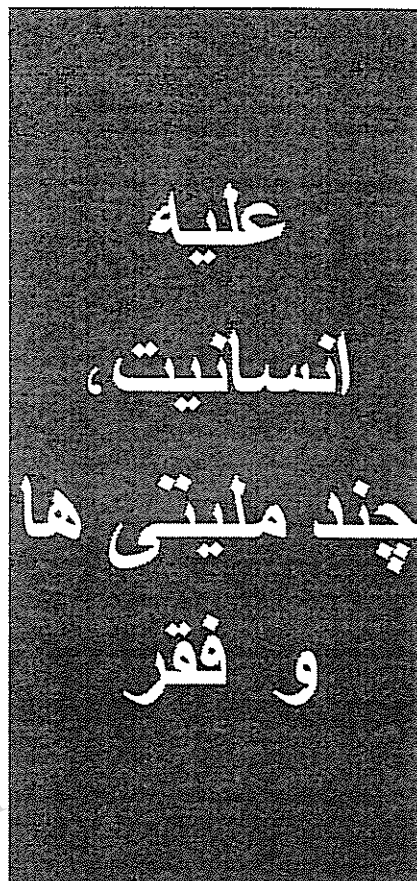 علیه
انسانیت،
چند ملیتی ها
و فقر